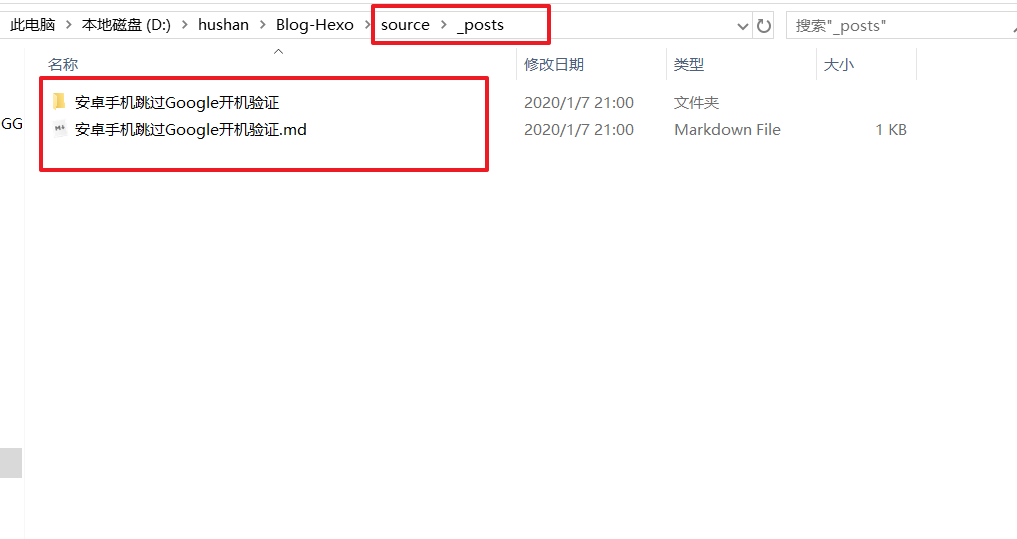 此电脑 > 本地磁盘 (D:) > hushan > Blog-Hexo > source > _posts 搜索"_posts"
名称 修改日期 类型 大小
安卓手机跳过Google开机验证 2020/1/7 21:00 文件夹
GG
安卓手机跳过Google开机验证.md 2020/1/7 21:00 Markdown File 1 KB